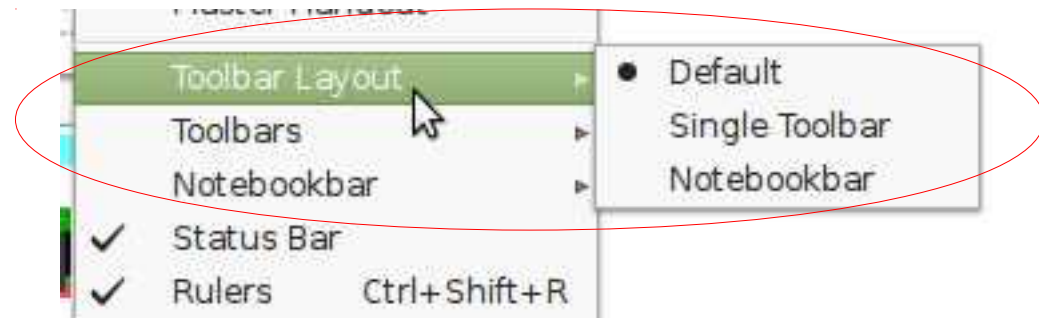 Toolbar Layout
Toolbars
Notebookbar
Status Bar
Rulers Ctrl+Shift+R
Default
Single Toolbar
Notebookbar